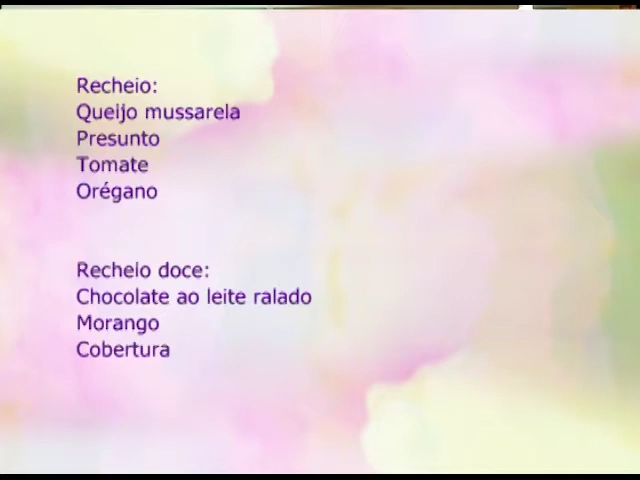 Recheio:
Queijo mussarela
Presunto
Tomate
Orégano
Recheio doce:
Chocolate ao leite ralado
Morango
Cobertura